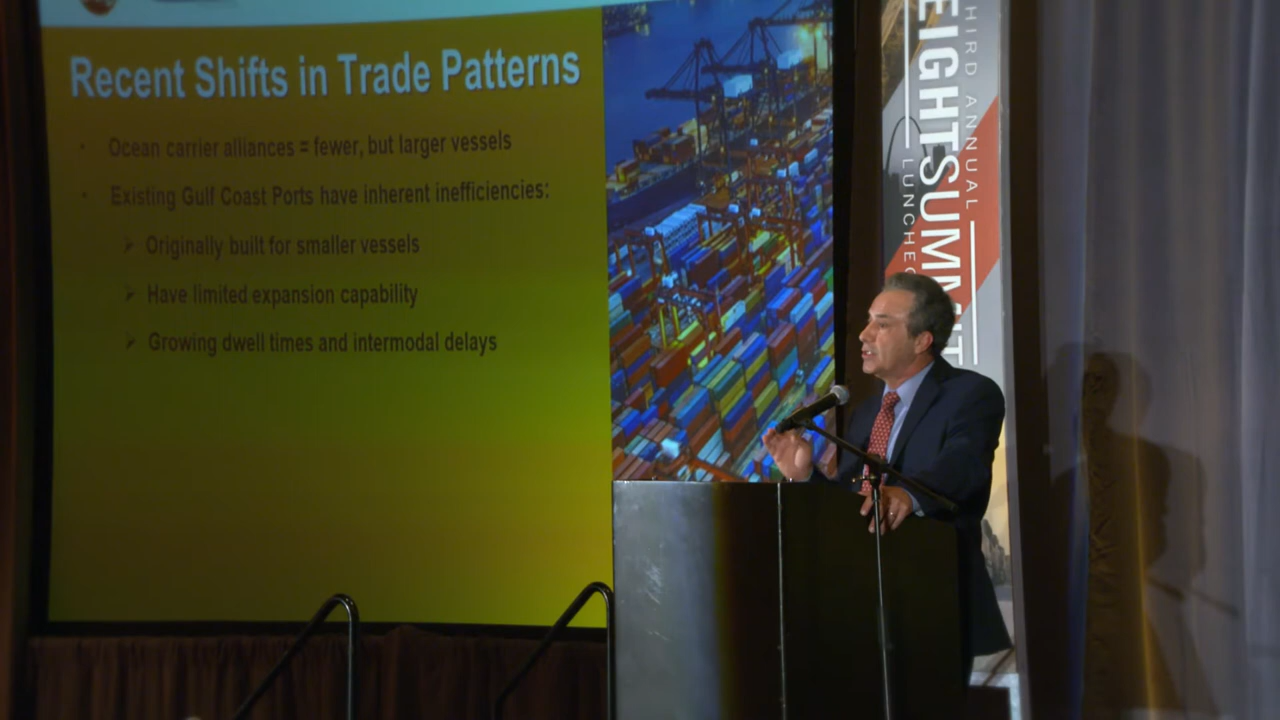 Recent Shifts in Trade Patterns
• Ocean carrier alliances = fewer, but larger vessels
• Existing Gulf Coast Ports have inherent inefficiencies:
➢ Originally built for smaller vessels
➢ Have limited expansion capability
➢ Growing dwell times and intermodal delays
HIRD ANNUAL
EIGHTSUMMIT
LUNCHEO